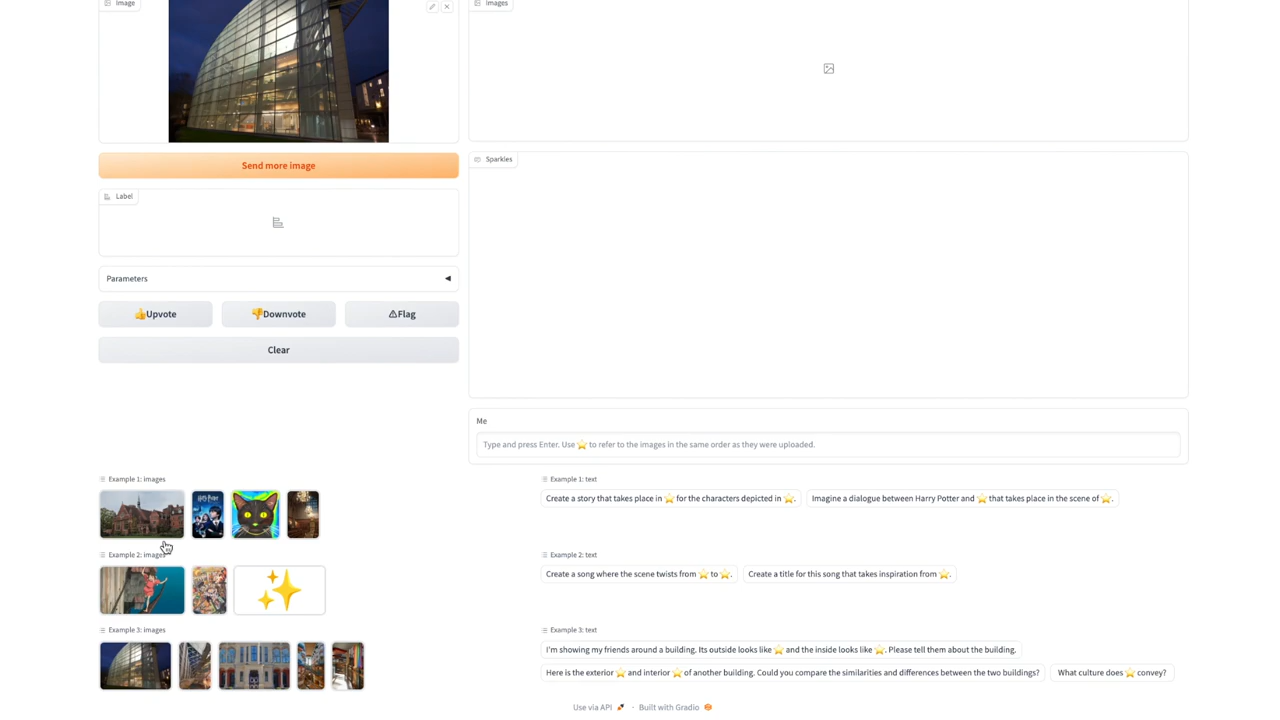 Image
Images
Send more image
Sparkles
Label
Parameters
👍Upvote
👎Downvote
⚠Flag
Clear
Me
Type and press Enter. Use ⭐ to refer to the images in the same order as they were uploaded.
Example 1: images
Example 1: text
Create a story that takes place in ⭐ for the characters depicted in ⭐.
Imagine a dialogue between Harry Potter and ⭐ that takes place in the scene of ⭐.
Example 2: images
Example 2: text
Create a song where the scene twists from ⭐ to ⭐.
Create a title for this song that takes inspiration from ⭐.
Example 3: images
Example 3: text
I'm showing my friends around a building. Its outside looks like ⭐ and the inside looks like ⭐. Please tell them about the building.
Here is the exterior ⭐ and interior ⭐ of another building. Could you compare the similarities and differences between the two buildings?
What culture does ⭐ convey?
Use via API 🚀 · Built with Gradio